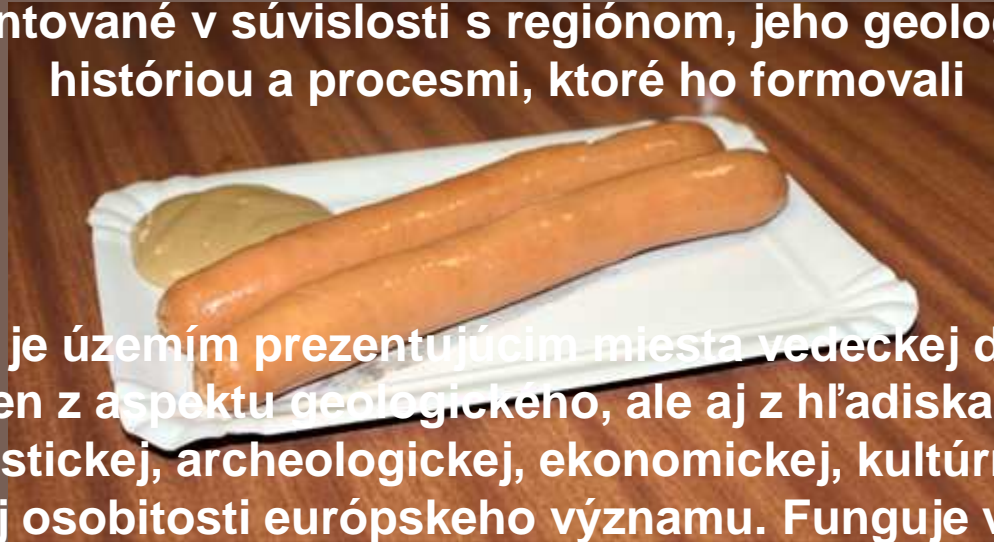 ntované v súvislosti s regiónom, jeho geolog
históriou a procesmi, ktoré ho formovali
je územím prezentujúcim miesta vedeckej d
en z aspektu geologického, ale aj z hľadiska
stickej, archeologickej, ekonomickej, kultúr
j osobitosti európskeho významu. Funguje v